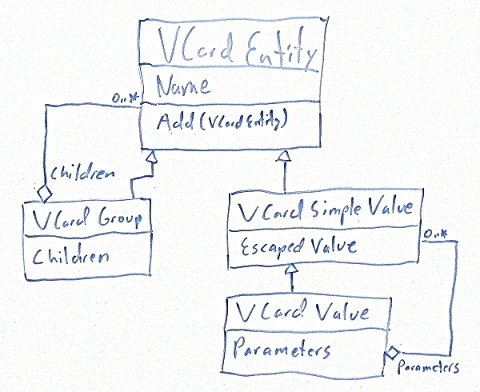 VCard Entity
Name
0..*
Add(VCard Entity)
Children
VCard Group
Children
VCard Simple Value
Escaped Value
0..*
VCard Value
Parameters
Parameters